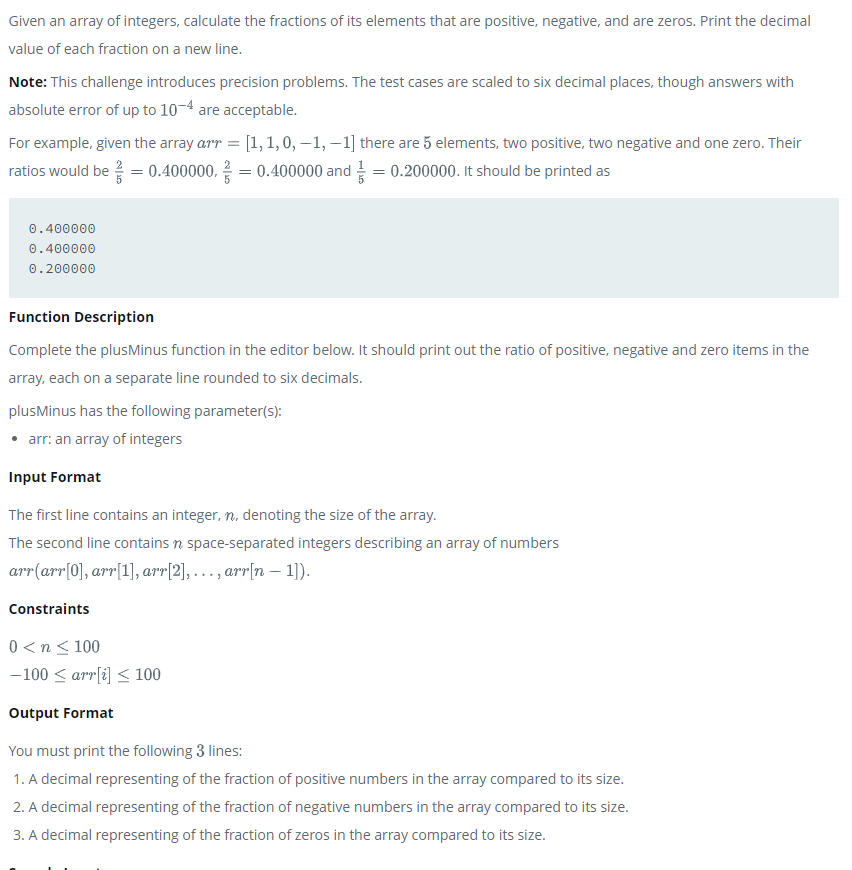 Given an array of integers, calculate the fractions of its elements that are positive, negative, and are zeros. Print the decimal
value of each fraction on a new line.
Note: This challenge introduces precision problems. The test cases are scaled to six decimal places, though answers with
absolute error of up to 10⁻⁴ are acceptable.
For example, given the array arr = [1, 1, 0, −1, −1] there are 5 elements, two positive, two negative and one zero. Their
ratios would be 2/5 = 0.400000, 2/5 = 0.400000 and 1/5 = 0.200000. It should be printed as
0.400000
0.400000
0.200000
Function Description
Complete the plusMinus function in the editor below. It should print out the ratio of positive, negative and zero items in the
array, each on a separate line rounded to six decimals.
plusMinus has the following parameter(s):
• arr: an array of integers
Input Format
The first line contains an integer, n, denoting the size of the array.
The second line contains n space-separated integers describing an array of numbers
arr(arr[0], arr[1], arr[2], . . . , arr[n − 1]).
Constraints
0 < n ≤ 100
−100 ≤ arr[i] ≤ 100
Output Format
You must print the following 3 lines:
1. A decimal representing of the fraction of positive numbers in the array compared to its size.
2. A decimal representing of the fraction of negative numbers in the array compared to its size.
3. A decimal representing of the fraction of zeros in the array compared to its size.